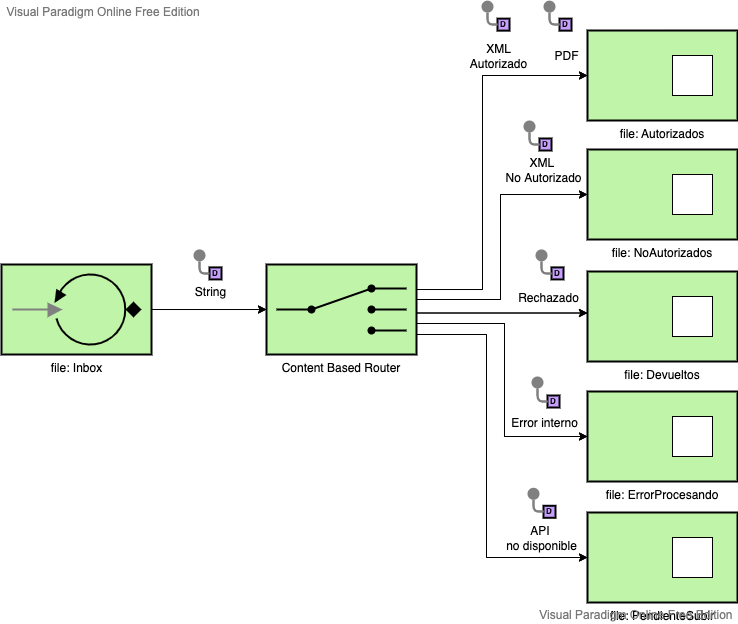 Visual Paradigm Online Free Edition
XML
Autorizado
D
PDF
D
file: Autorizados
XML
No Autorizado
D
file: NoAutorizados
String
D
Rechazado
D
file: Inbox
Content Based Router
file: Devueltos
Error interno
D
file: ErrorProcesando
API
no disponible
D
file: PendienteSubir
Visual Paradigm Online Free Edition